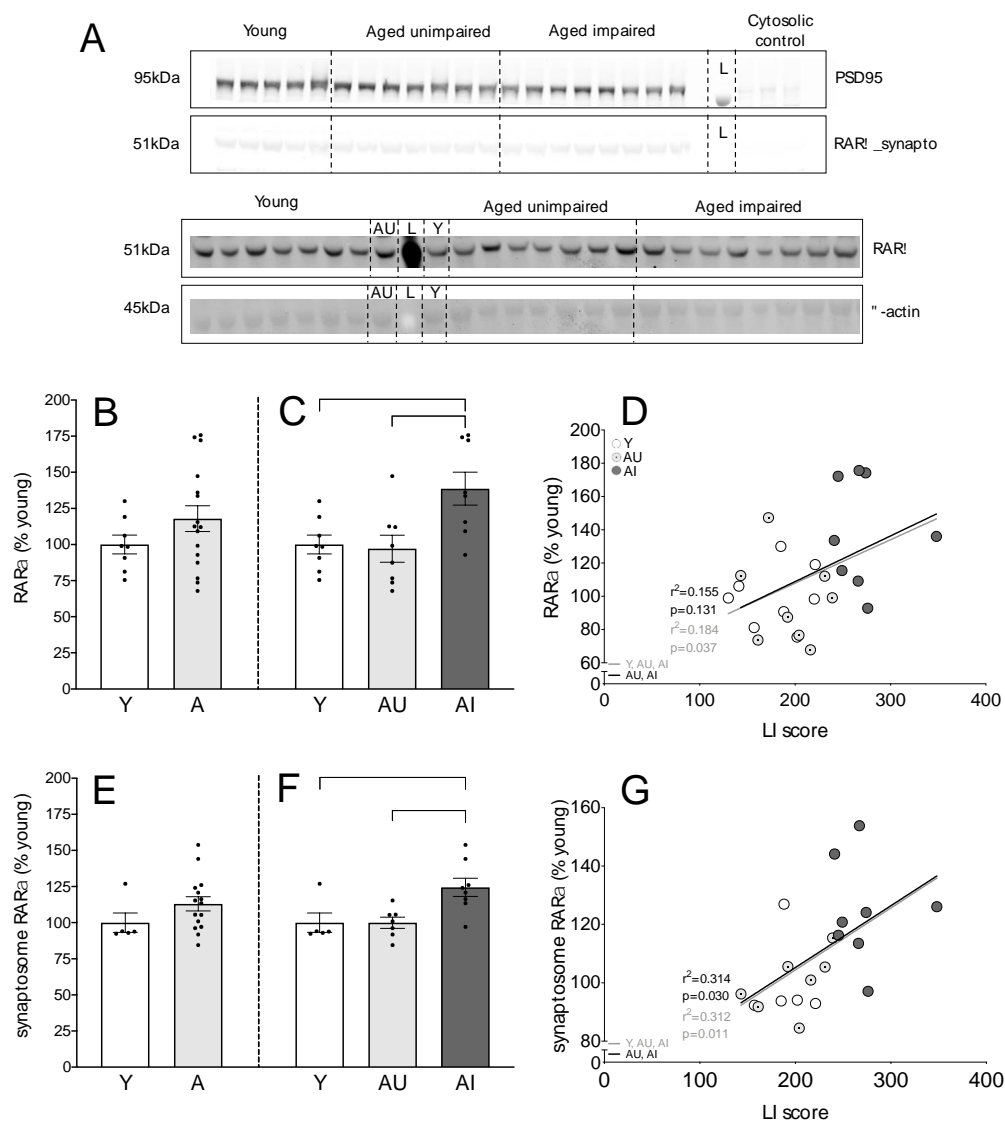 A
Young
Aged unimpaired
Aged impaired
Cytosolic
control
95kDa
L
PSD95
51kDa
L
RAR! _synapto
Young
Aged unimpaired
Aged impaired
AU L Y
51kDa
RAR!
AU L Y
45kDa
"-actin
B
C
D
RARa (% young)
200
175
150
125
100
75
50
25
0
Y A
Y AU AI
RARa (% young)
200
180
160
140
120
100
80
60
0
Y
AU
AI
r²=0.155
p=0.131
r²=0.184
p=0.037
Y, AU, AI
AU, AI
0 100 200 300 400
LI score
E
F
G
synaptosome RARa (% young)
200
175
150
125
100
75
50
25
0
Y A
Y AU AI
synaptosome RARa (% young)
160
140
120
100
80
0
r²=0.314
p=0.030
r²=0.312
p=0.011
Y, AU, AI
AU, AI
0 100 200 300 400
LI score